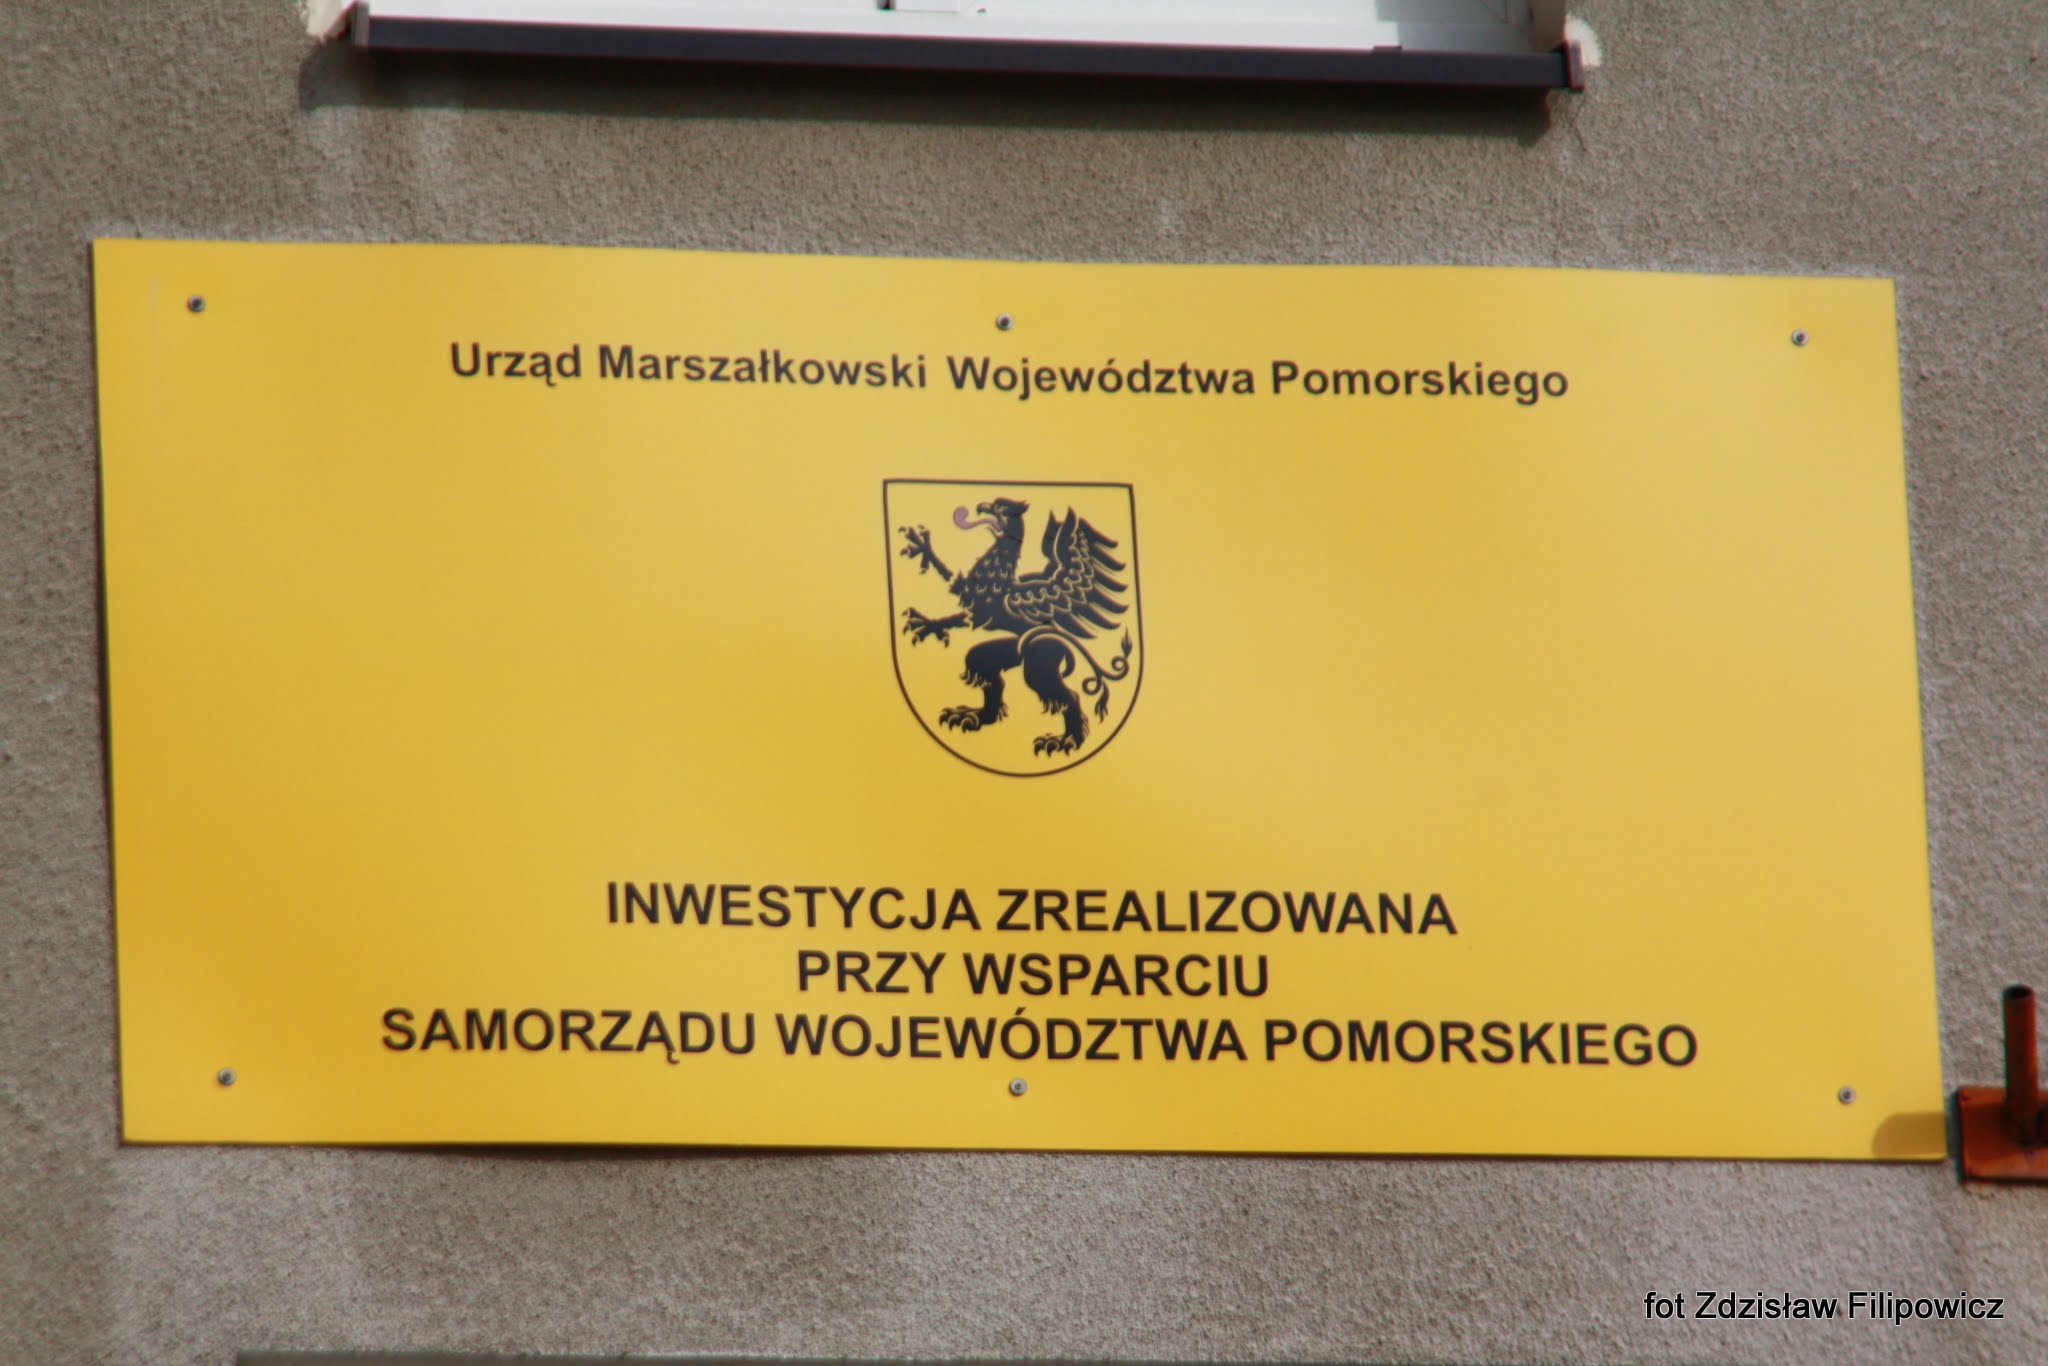 Urząd Marszałkowski Województwa Pomorskiego
INWESTYCJA ZREALIZOWANA
PRZY WSPARCIU
SAMORZĄDU WOJEWÓDZTWA POMORSKIEGO
fot Zdzisław Filipowicz